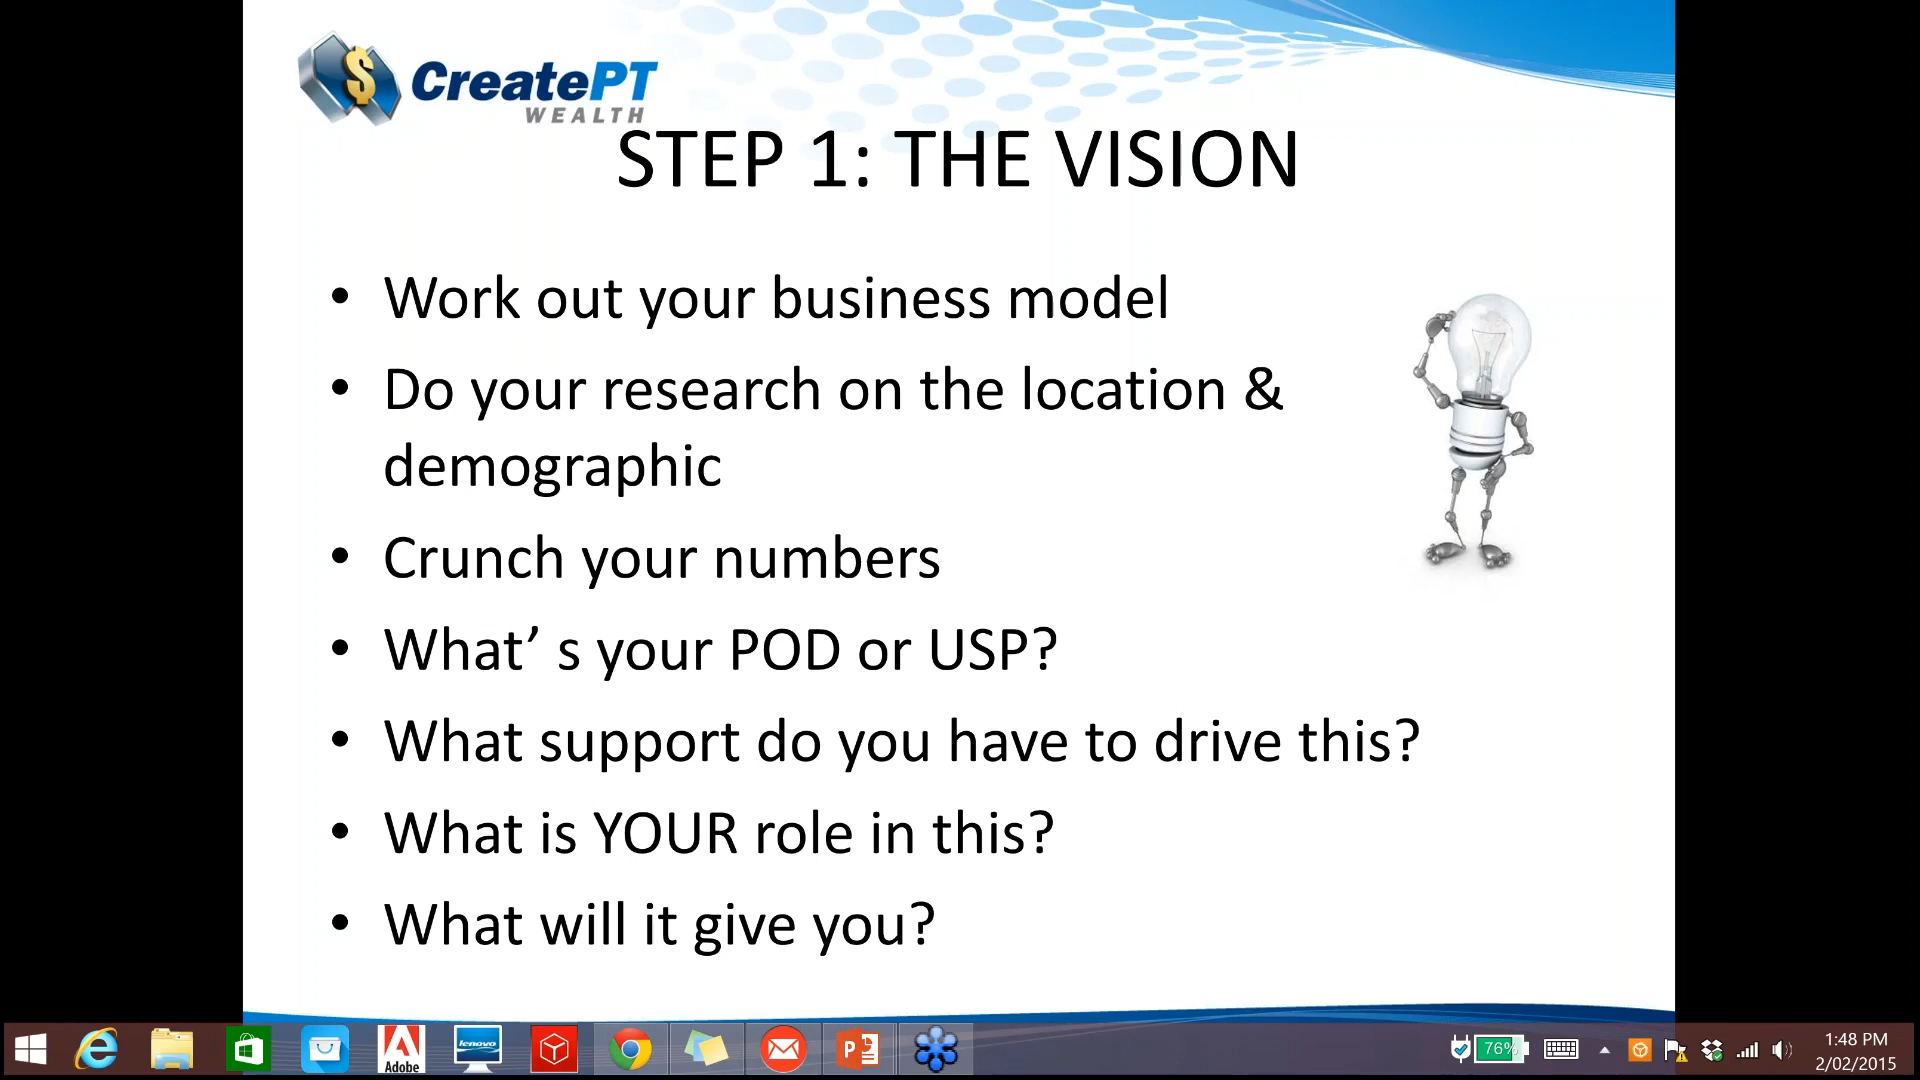 CreatePT
WEALTH
STEP 1: THE VISION
• Work out your business model
• Do your research on the location &
demographic
• Crunch your numbers
• What’ s your POD or USP?
• What support do you have to drive this?
• What is YOUR role in this?
• What will it give you?
Adobe
lenovo
76%
1:48 PM
2/02/2015